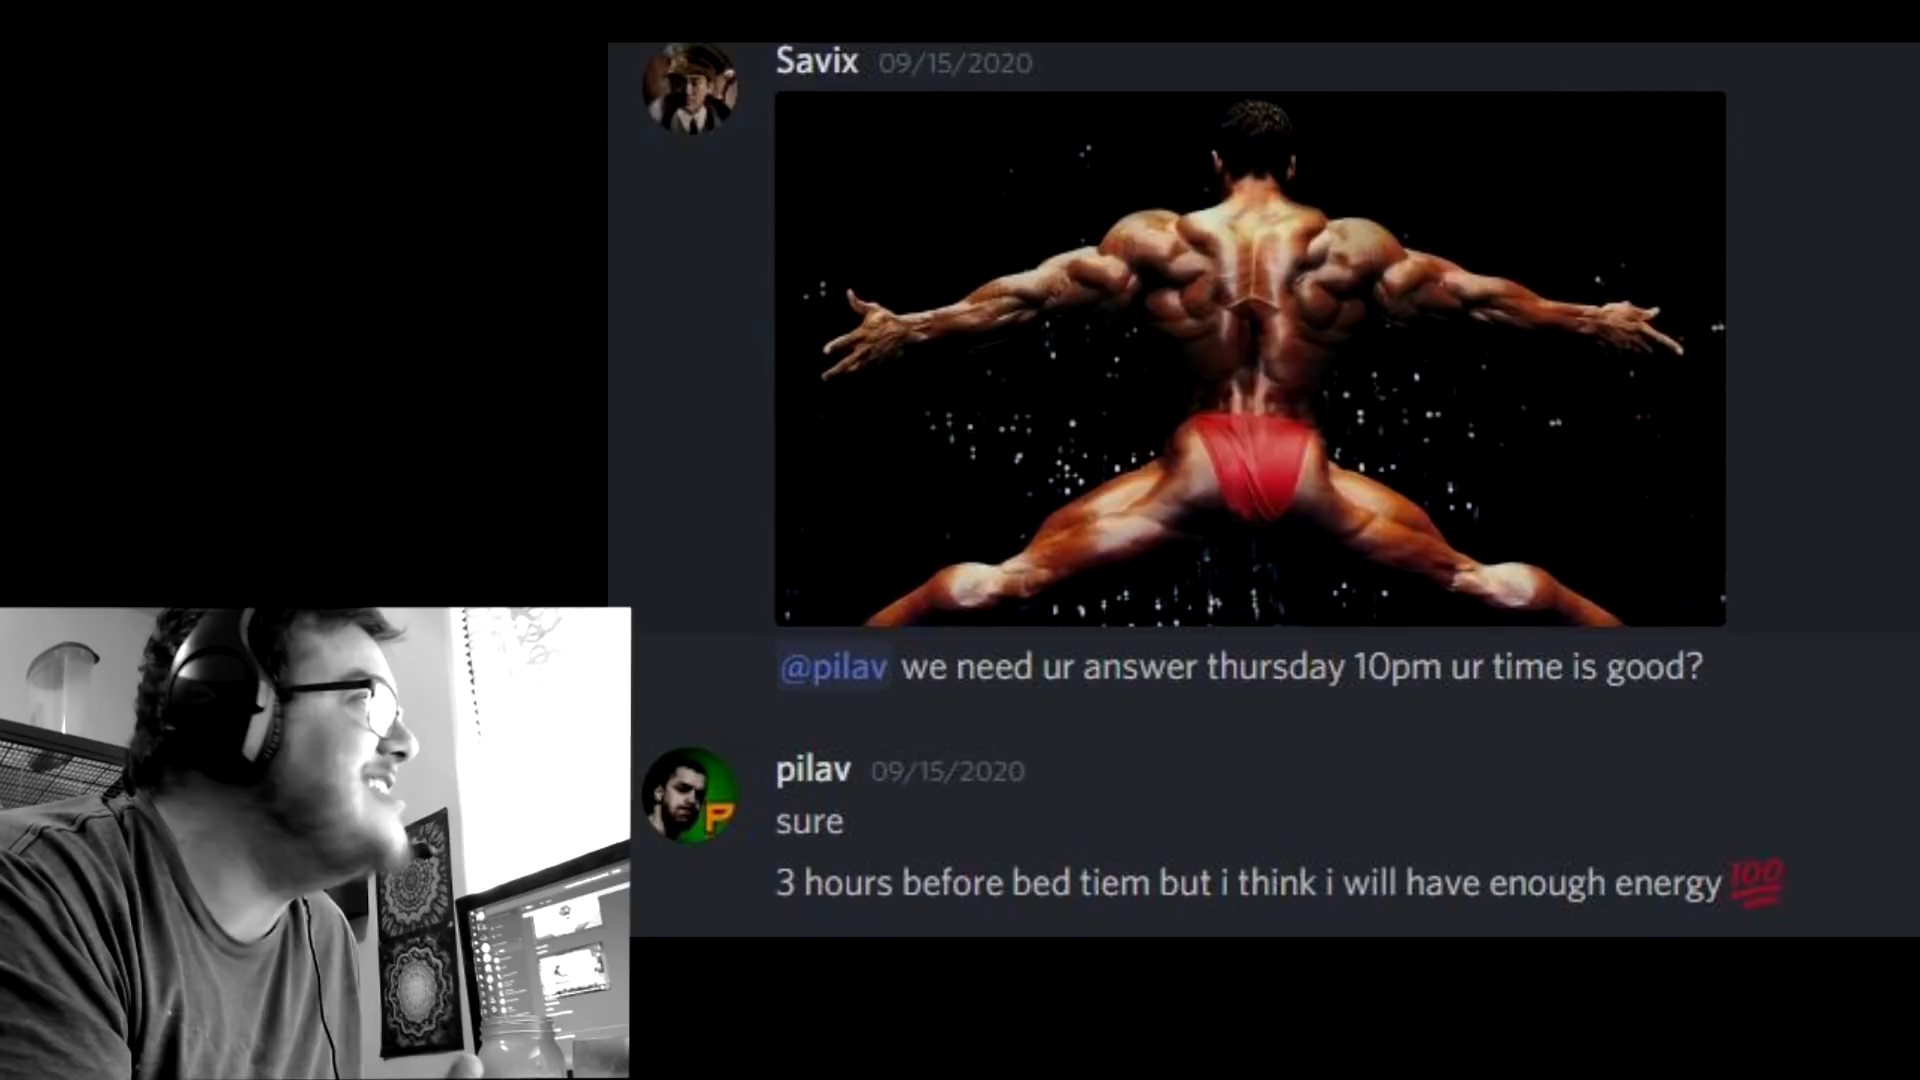 Savix 09/15/2020
@pilav we need ur answer thursday 10pm ur time is good?
pilav 09/15/2020
P
sure
3 hours before bed tiem but i think i will have enough energy 💯